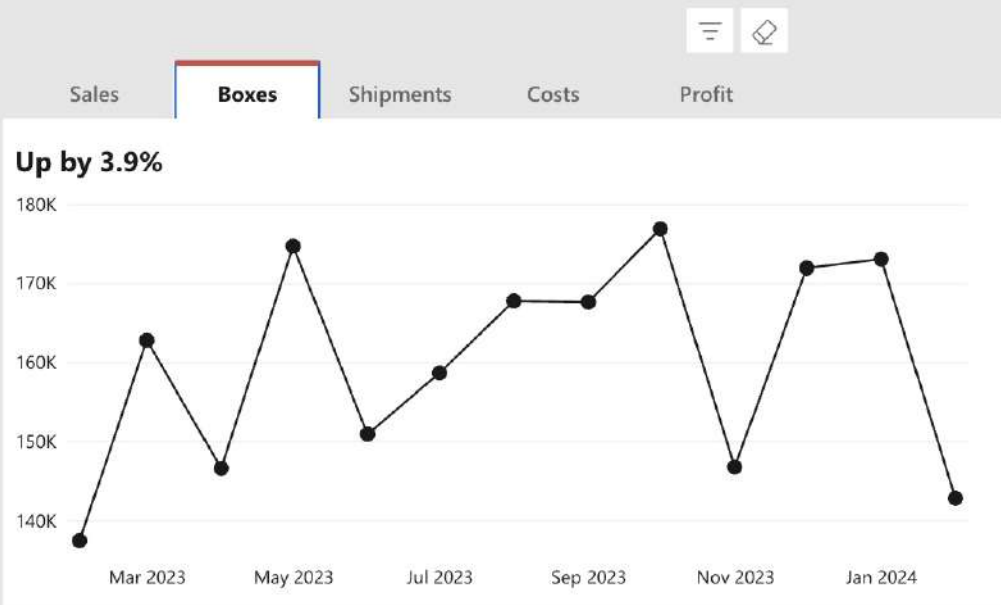 Sales Boxes Shipments Costs Profit
Up by 3.9%
180K
170K
160K
150K
140K
Mar 2023 May 2023 Jul 2023 Sep 2023 Nov 2023 Jan 2024